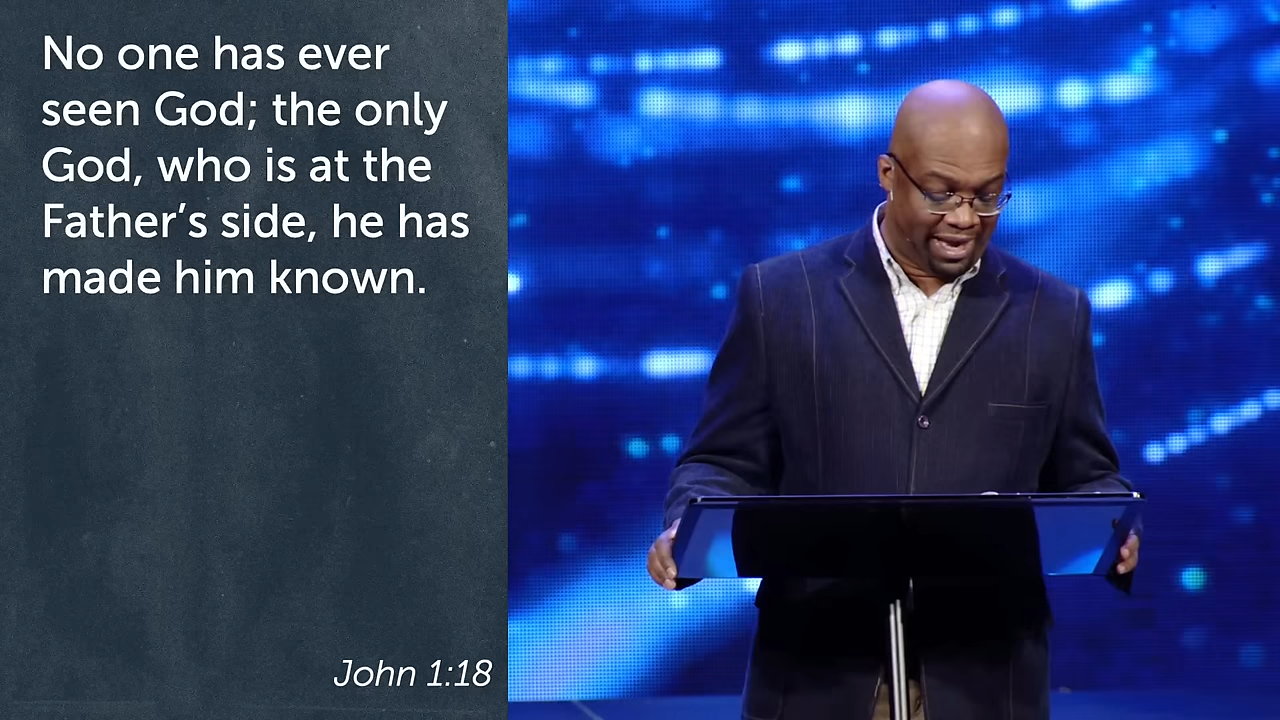 No one has ever
seen God; the only
God, who is at the
Father’s side, he has
made him known.
John 1:18